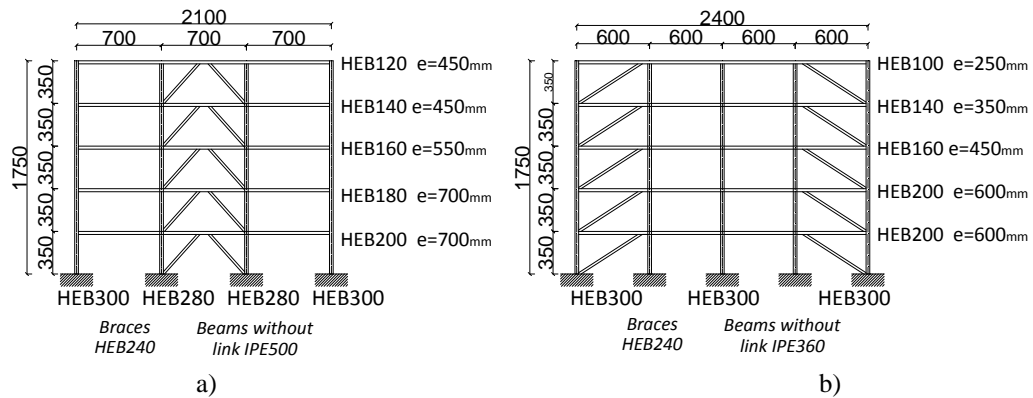 2100
700 700 700
HEB120 e=450mm
HEB140 e=450mm
HEB160 e=550mm
HEB180 e=700mm
HEB200 e=700mm
350
350
350
350
350
1750
HEB300 HEB280 HEB280 HEB300
Braces
HEB240
Beams without
link IPE500
a)
2400
600 600 600 600
HEB100 e=250mm
HEB140 e=350mm
HEB160 e=450mm
HEB200 e=600mm
HEB200 e=600mm
350
350
350
350
350
1750
HEB300 HEB300 HEB300
Braces
HEB240
Beams without
link IPE360
b)